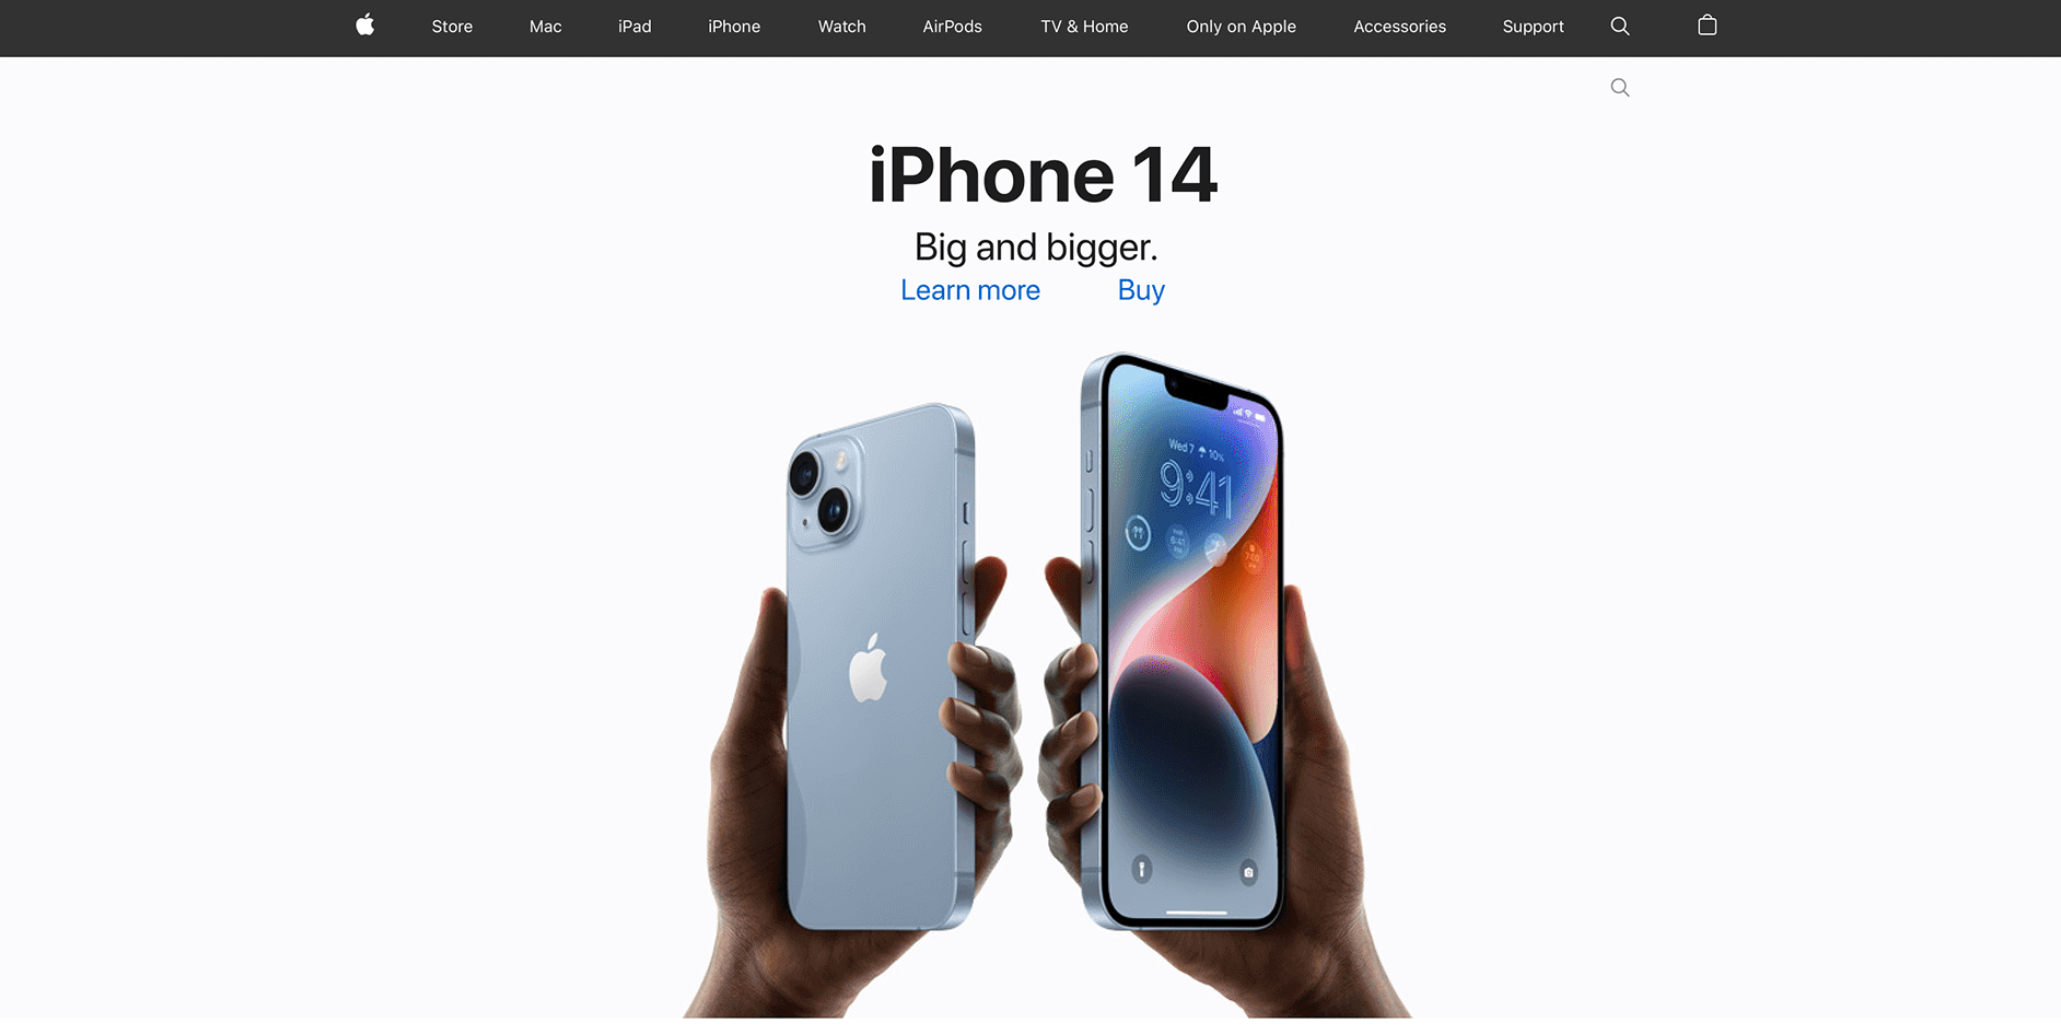 Store Mac iPad iPhone Watch AirPods TV & Home Only on Apple Accessories Support
iPhone 14
Big and bigger.
Learn more Buy
Wed 7 10%
9:41